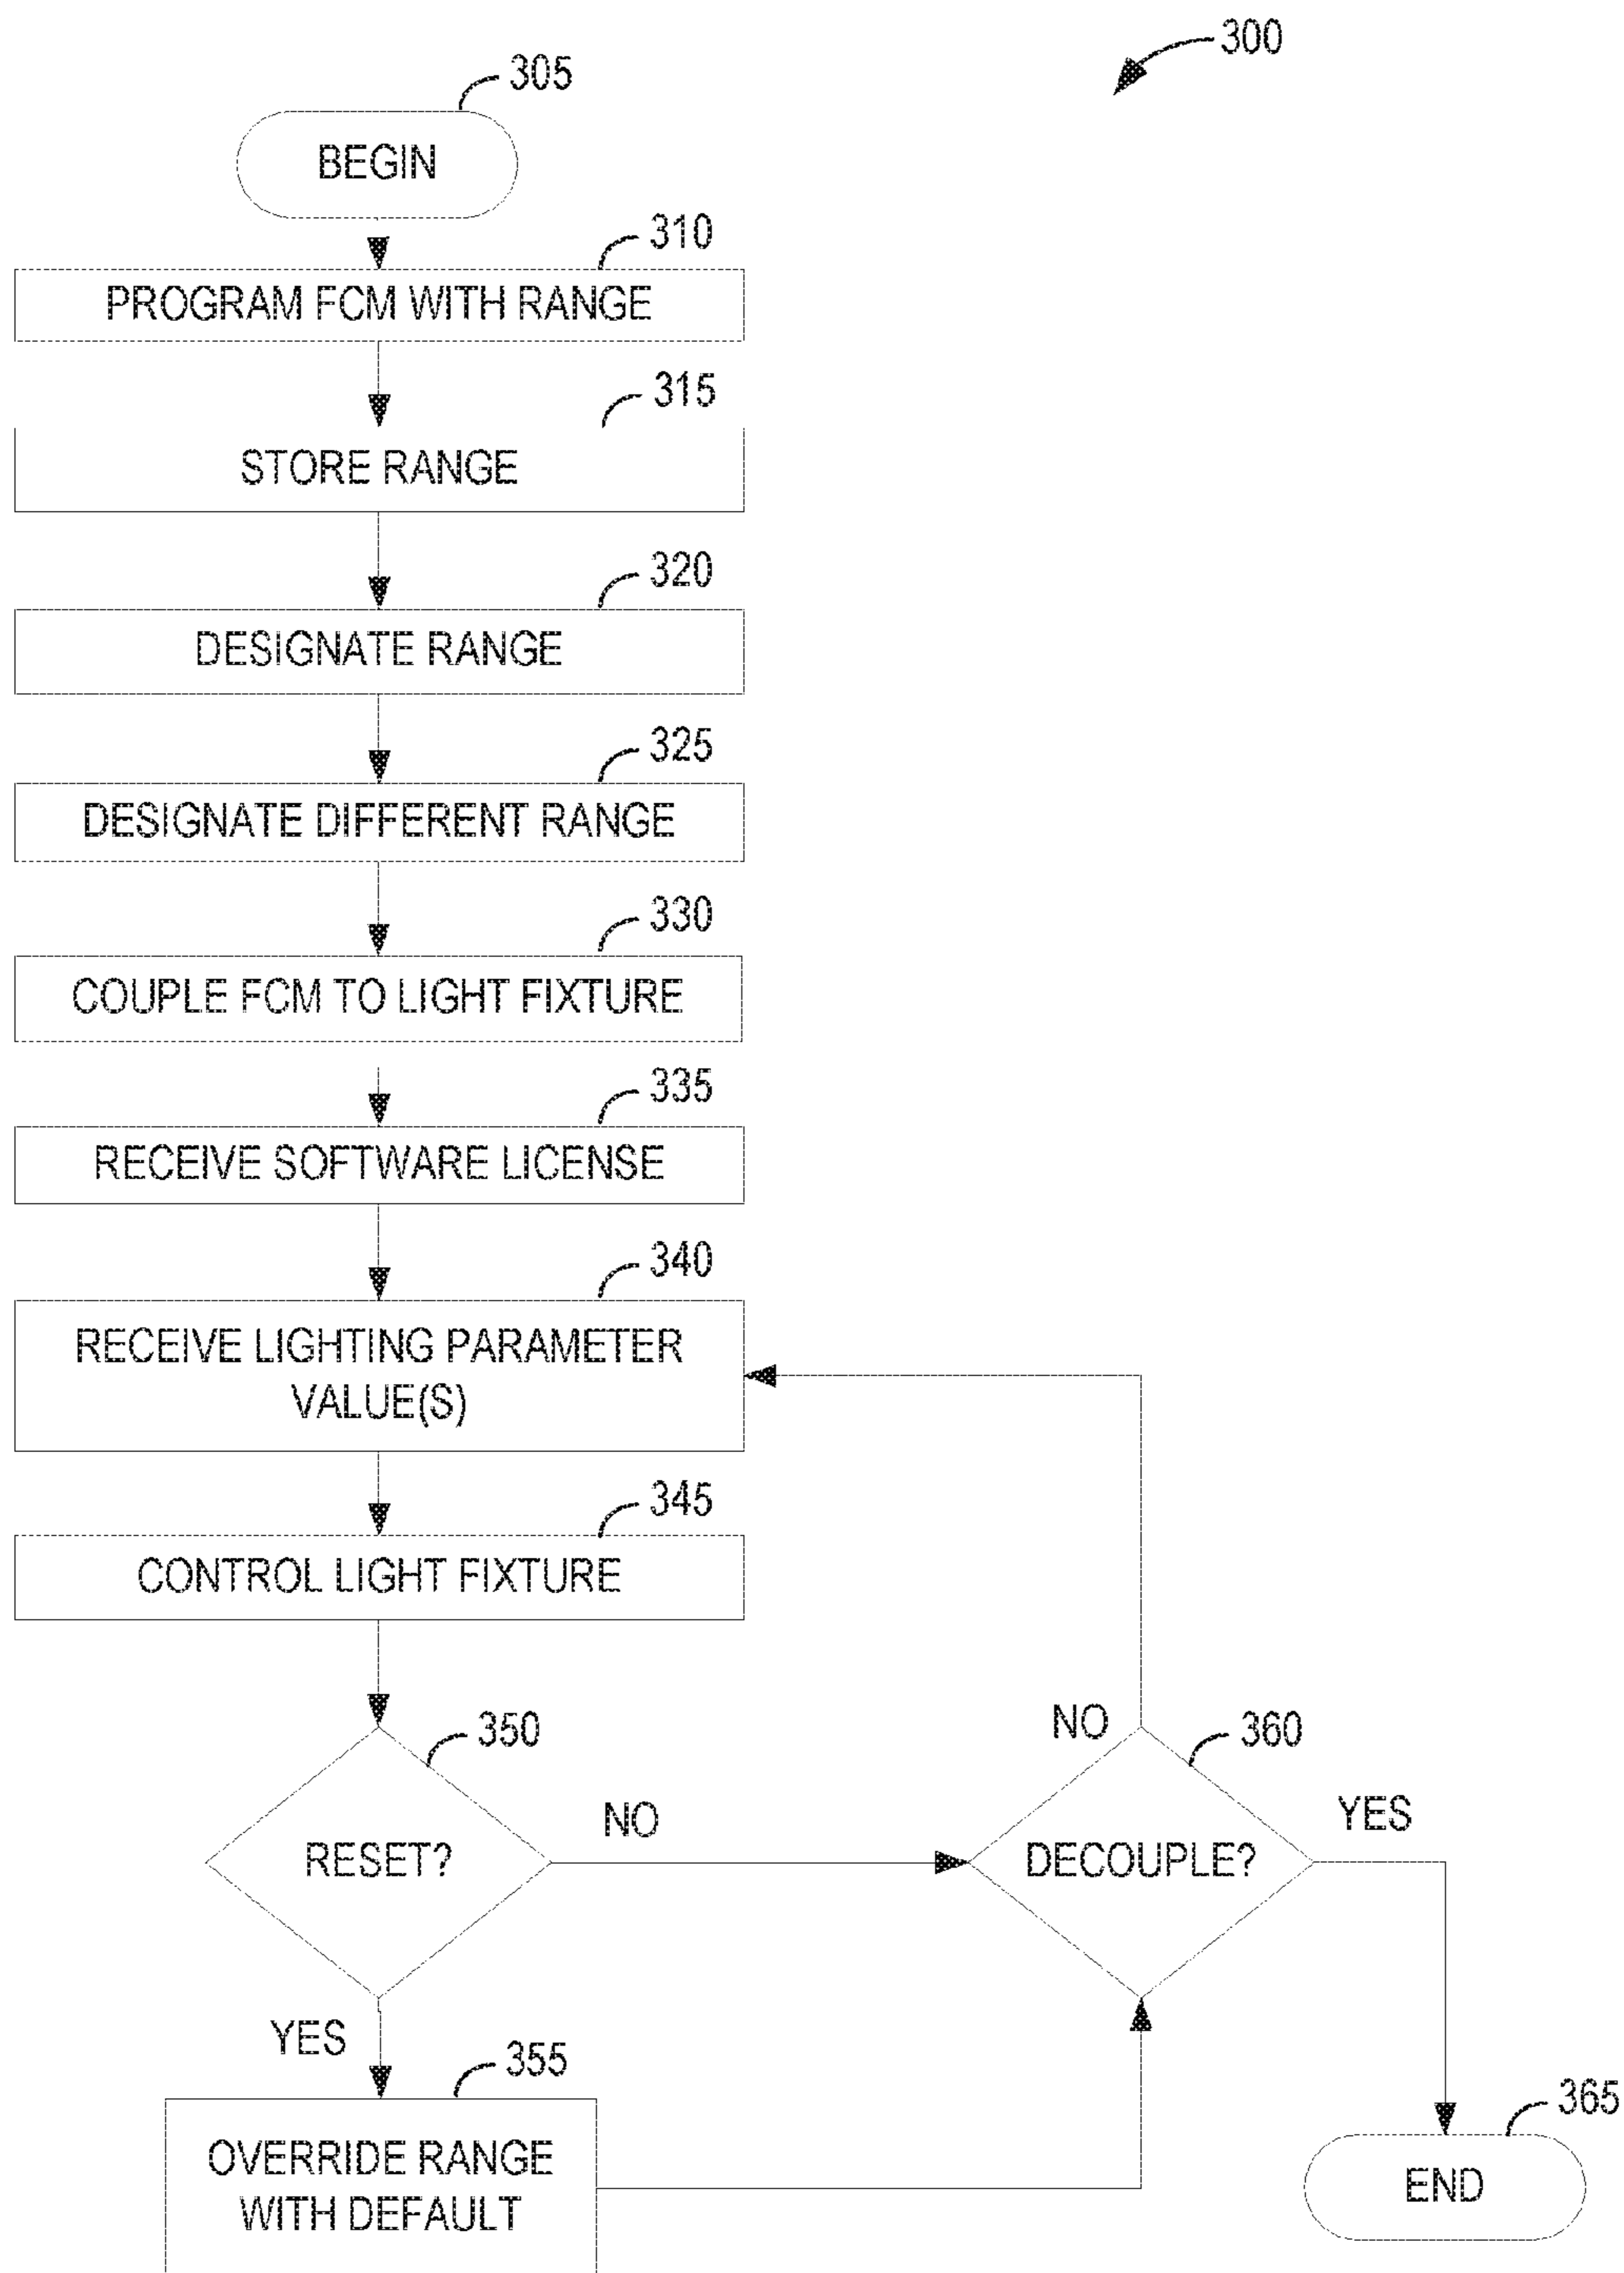 300
305
BEGIN
310
PROGRAM FCM WITH RANGE
315
STORE RANGE
320
DESIGNATE RANGE
325
DESIGNATE DIFFERENT RANGE
330
COUPLE FCM TO LIGHT FIXTURE
335
RECEIVE SOFTWARE LICENSE
340
RECEIVE LIGHTING PARAMETER
VALUE(S)
345
CONTROL LIGHT FIXTURE
350
RESET?
NO
YES
NO
360
DECOUPLE?
YES
355
OVERRIDE RANGE
WITH DEFAULT
365
END